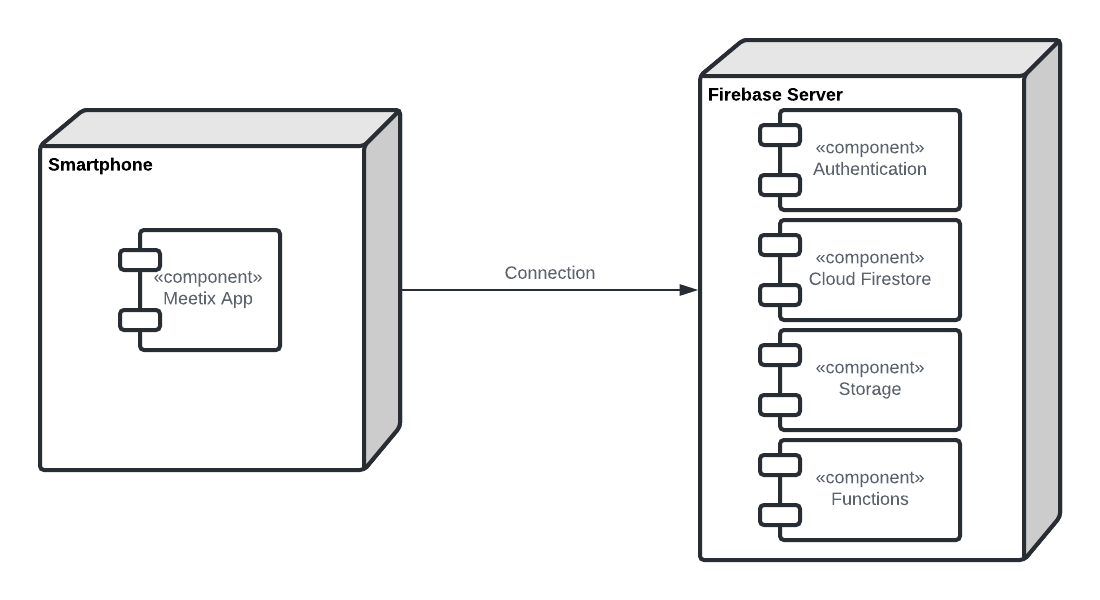 Smartphone
«component»
Meetix App
Connection
Firebase Server
«component»
Authentication
«component»
Cloud Firestore
«component»
Storage
«component»
Functions